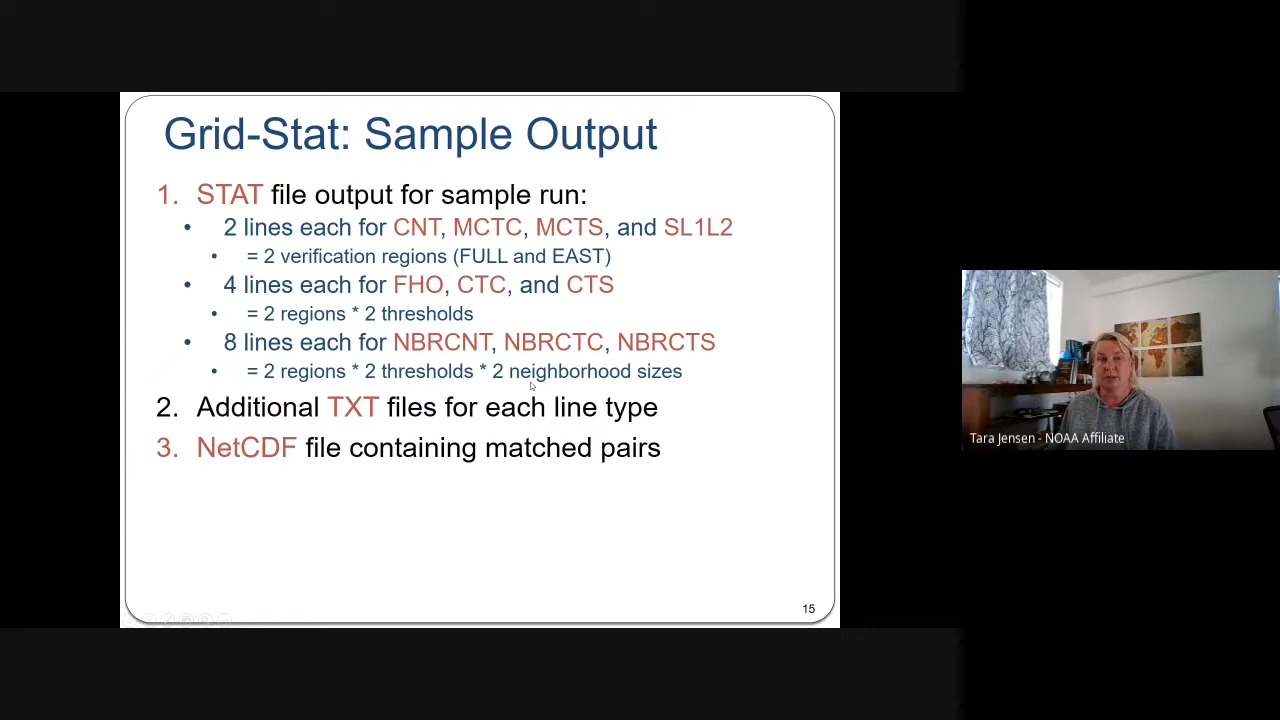 Grid-Stat: Sample Output
1. STAT file output for sample run:
• 2 lines each for CNT, MCTC, MCTS, and SL1L2
• = 2 verification regions (FULL and EAST)
• 4 lines each for FHO, CTC, and CTS
• = 2 regions * 2 thresholds
• 8 lines each for NBRCNT, NBRCTC, NBRCTS
• = 2 regions * 2 thresholds * 2 neighborhood sizes
2. Additional TXT files for each line type
3. NetCDF file containing matched pairs
15
Tara Jensen - NOAA Affiliate